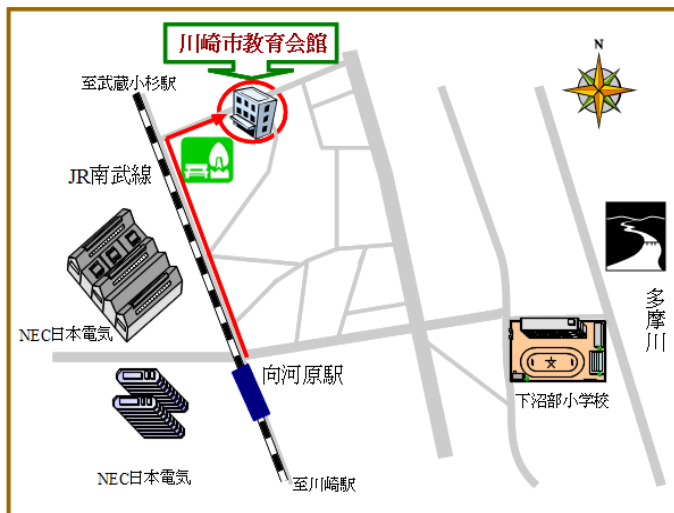 川崎市教育会館
N
至武蔵小杉駅
JR南武線
多摩川
NEC日本電気
向河原駅
下沼部小学校
NEC日本電気
至川崎駅